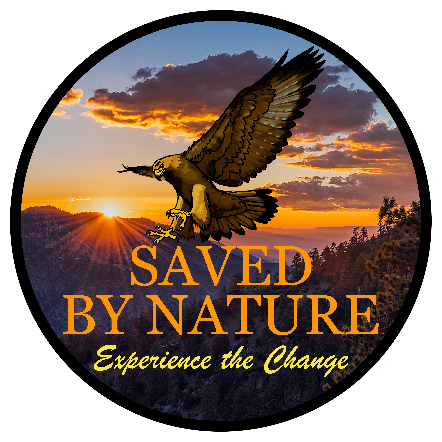 SAVED
BY NATURE
Experience the Change